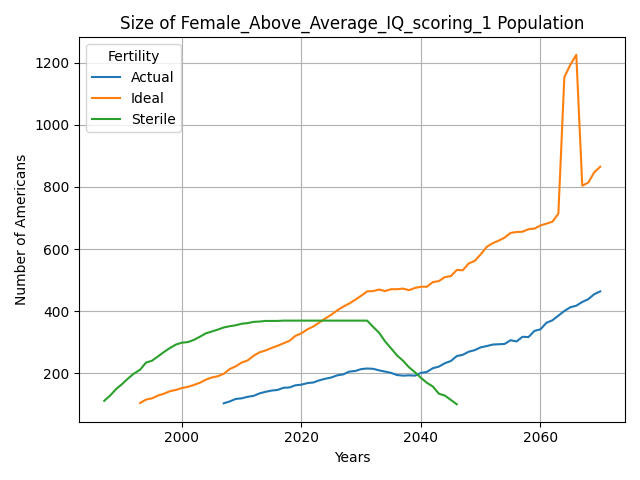 Size of Female_Above_Average_IQ_scoring_1 Population
Fertility
Actual
Ideal
Sterile
Number of Americans
1200
1000
800
600
400
200
2000
2020
2040
2060
Years